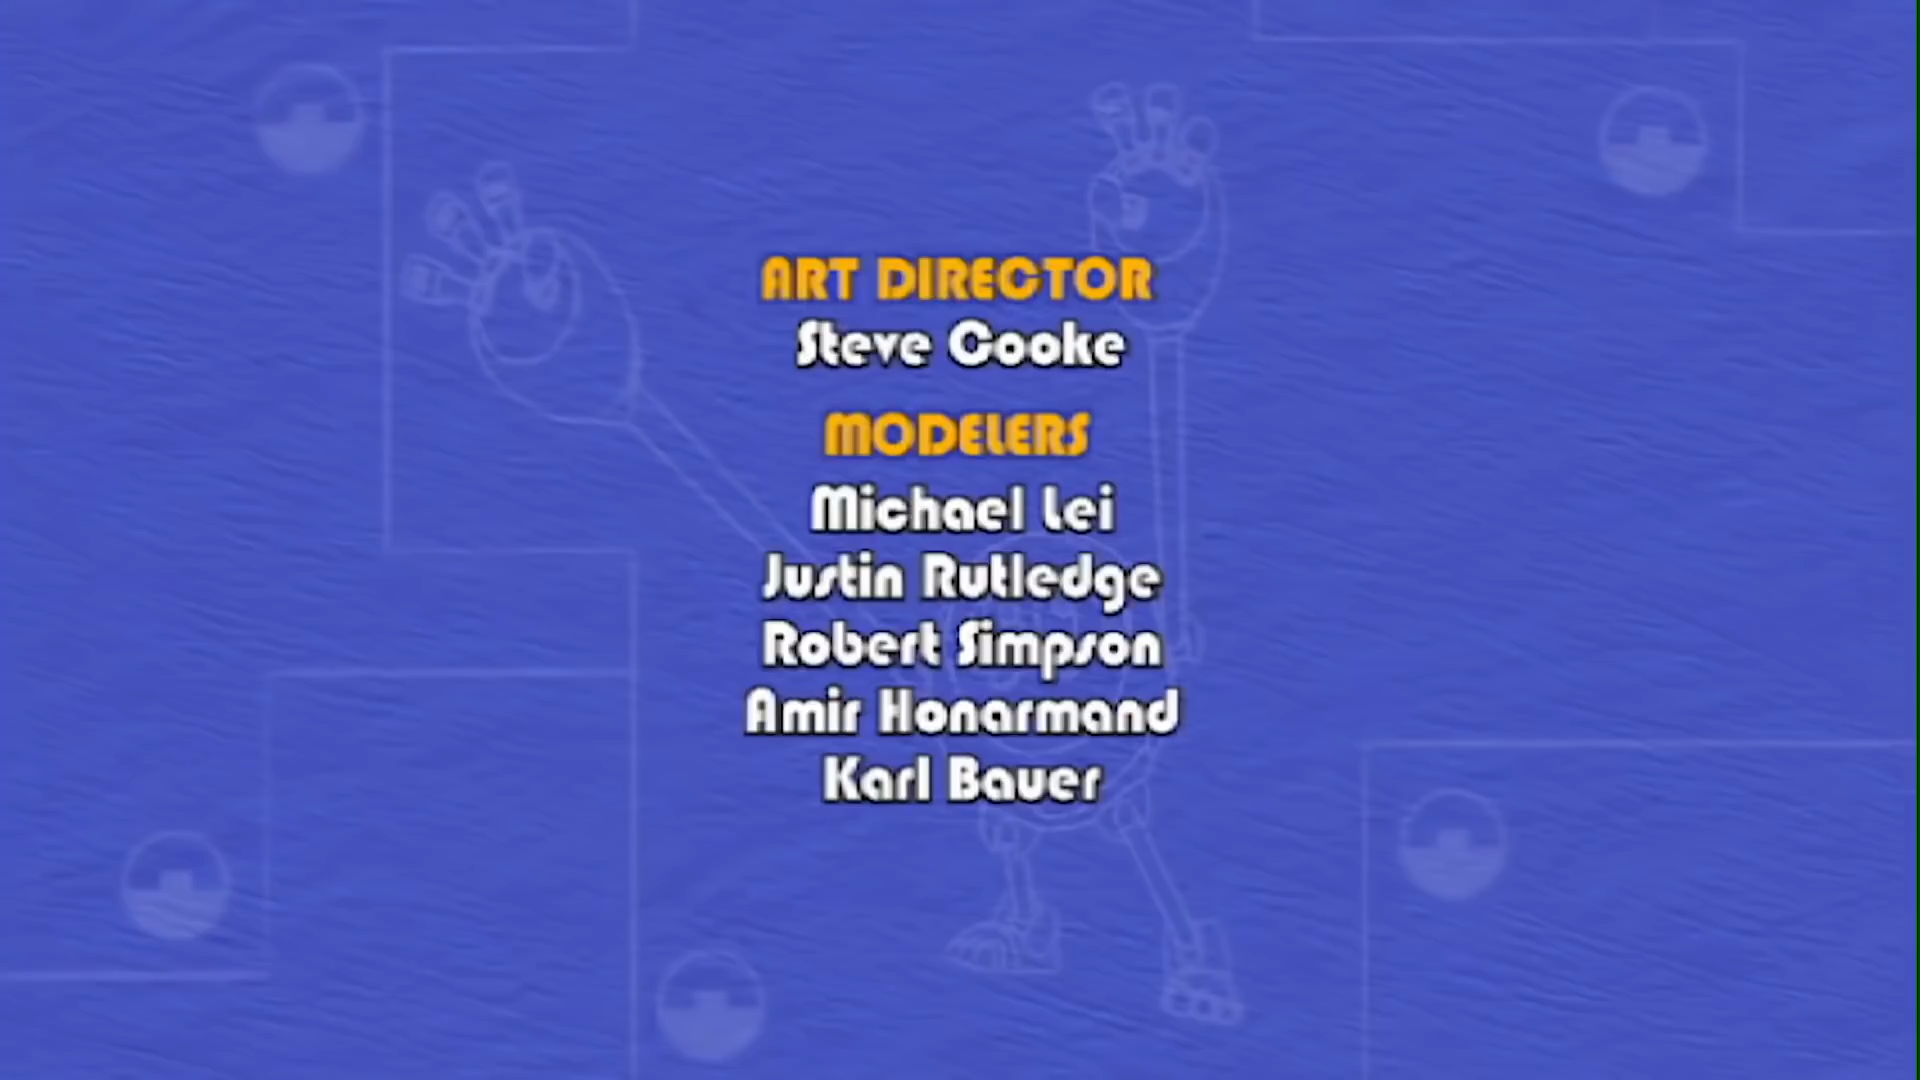 ART DIRECTOR
Steve Cooke
MODELERS
Michael Lei
Justin Rutledge
Robert Simpson
Amir Honarmand
Karl Bauer